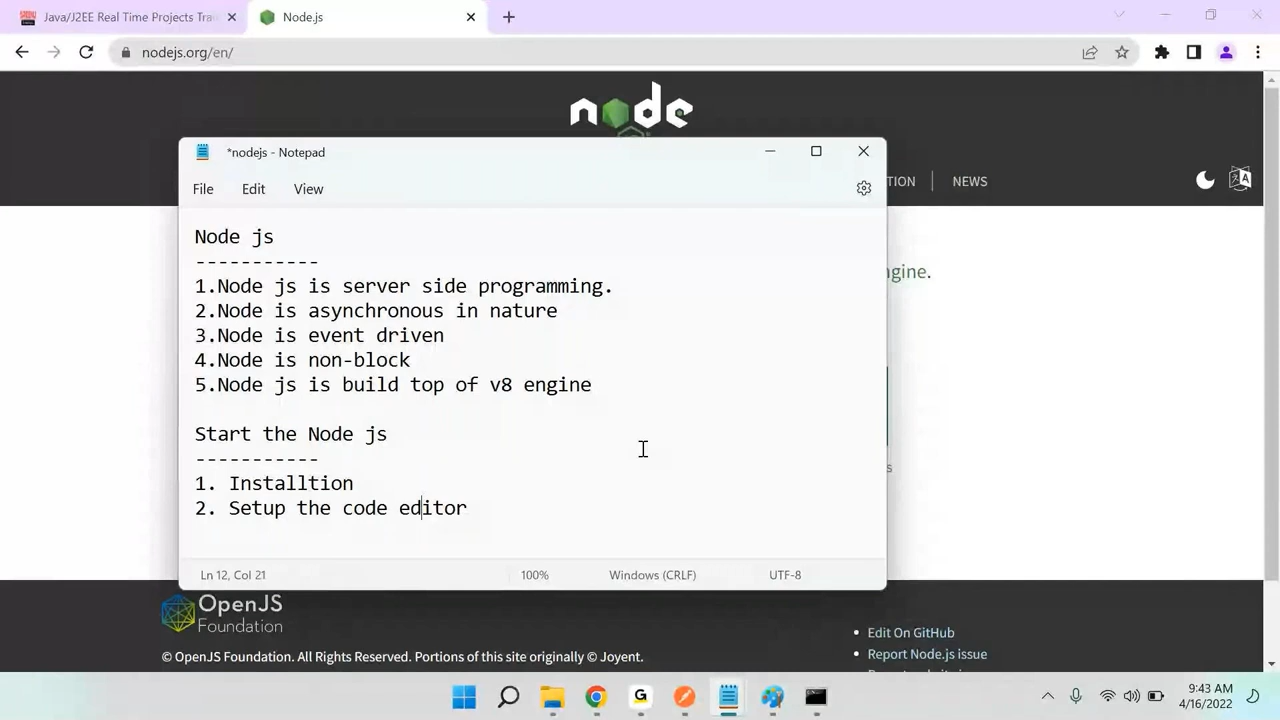 Java/J2EE Real Time Projects Trai
Node.js
nodejs.org/en/
node
*nodejs - Notepad
File Edit View
NEWS
Node js
-----------
1.Node js is server side programming.
2.Node is asynchronous in nature
3.Node is event driven
4.Node is non-block
5.Node js is build top of v8 engine
Start the Node js
-----------
1. Installtion
2. Setup the code editor
Ln 12, Col 21 100% Windows (CRLF) UTF-8
OpenJS
Foundation
Edit On GitHub
© OpenJS Foundation. All Rights Reserved. Portions of this site originally © Joyent.
Report Node.js issue
9:43 AM
4/16/2022